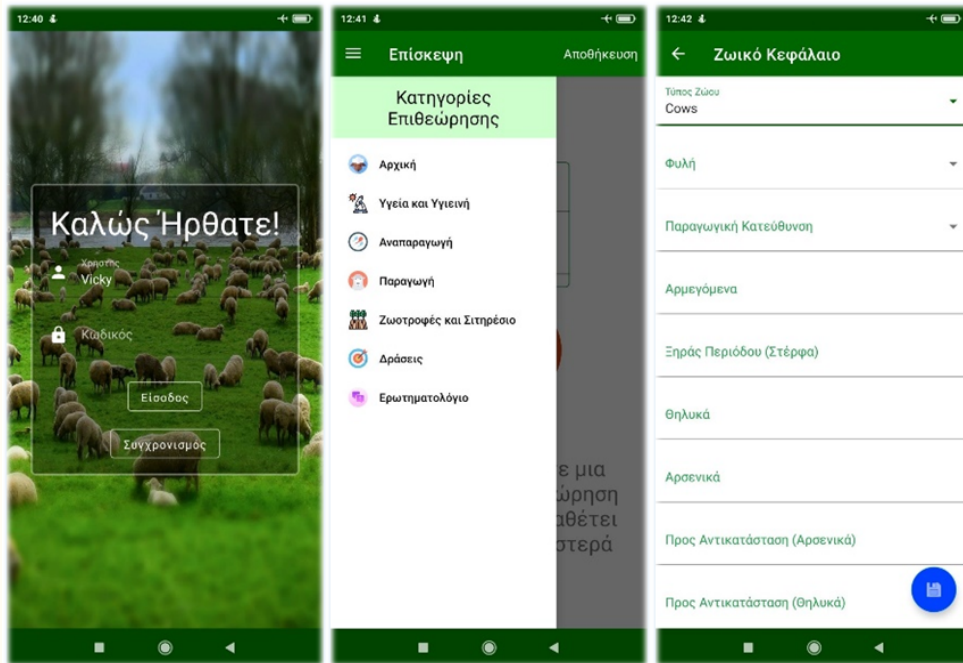 12:40
Καλώς Ήρθατε!
Χρηστης
Vicky
Κωδικός
Είσοδος
Συγχρονισμός
12:41
Επίσκεψη
Αποθήκευση
Κατηγορίες
Επιθεώρησης
Αρχική
Υγεία και Υγιεινή
Αναπαραγωγή
Παραγωγή
Ζωοτροφές και Σιτηρέσιο
Δράσεις
Ερωτηματολόγιο
ε μια
ώρηση
αθέτει
στερά
12:42
Ζωικό Κεφάλαιο
Τύπος Ζώου
Cows
Φυλή
Παραγωγική Κατεύθυνση
Αρμεγόμενα
Ξηράς Περιόδου (Στέρφα)
Θηλυκά
Αρσενικά
Προς Αντικατάσταση (Αρσενικά)
Προς Αντικατάσταση (Θηλυκά)